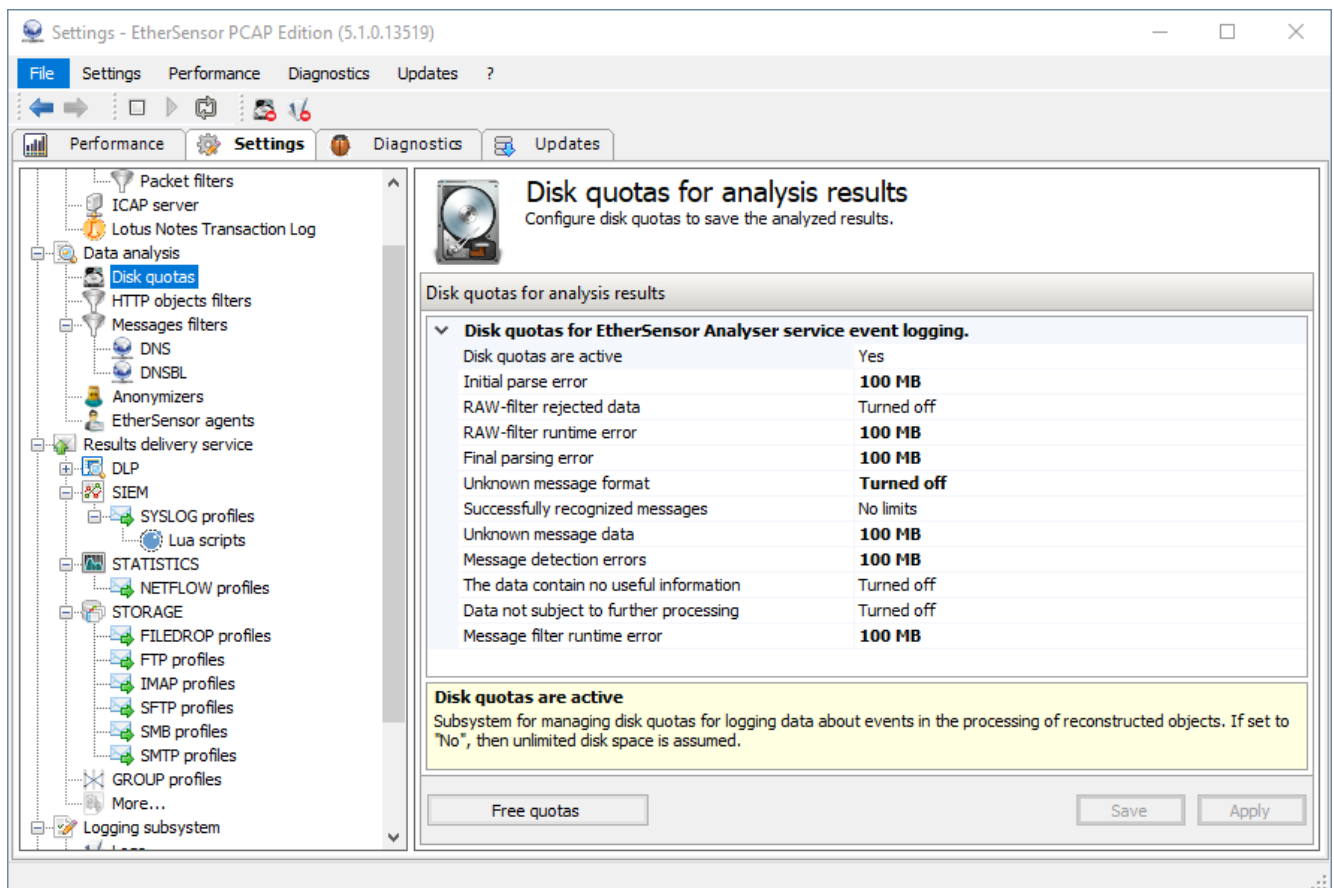 Settings - EtherSensor PCAP Edition (5.1.0.13519)
File Settings Performance Diagnostics Updates ?
Performance Settings Diagnostics Updates
Packet filters
ICAP server
Lotus Notes Transaction Log
Data analysis
Disk quotas
HTTP objects filters
Messages filters
DNS
DNSBL
Anonymizers
EtherSensor agents
Results delivery service
DLP
SIEM
SYSLOG profiles
Lua scripts
STATISTICS
NETFLOW profiles
STORAGE
FILEDROP profiles
FTP profiles
IMAP profiles
SFTP profiles
SMB profiles
SMTP profiles
GROUP profiles
More...
Logging subsystem
Disk quotas for analysis results
Configure disk quotas to save the analyzed results.
Disk quotas for analysis results
Disk quotas for EtherSensor Analyser service event logging.
Disk quotas are active Yes
Initial parse error 100 MB
RAW-filter rejected data Turned off
RAW-filter runtime error 100 MB
Final parsing error 100 MB
Unknown message format Turned off
Successfully recognized messages No limits
Unknown message data 100 MB
Message detection errors 100 MB
The data contain no useful information Turned off
Data not subject to further processing Turned off
Message filter runtime error 100 MB
Disk quotas are active
Subsystem for managing disk quotas for logging data about events in the processing of reconstructed objects. If set to
"No", then unlimited disk space is assumed.
Free quotas Save Apply